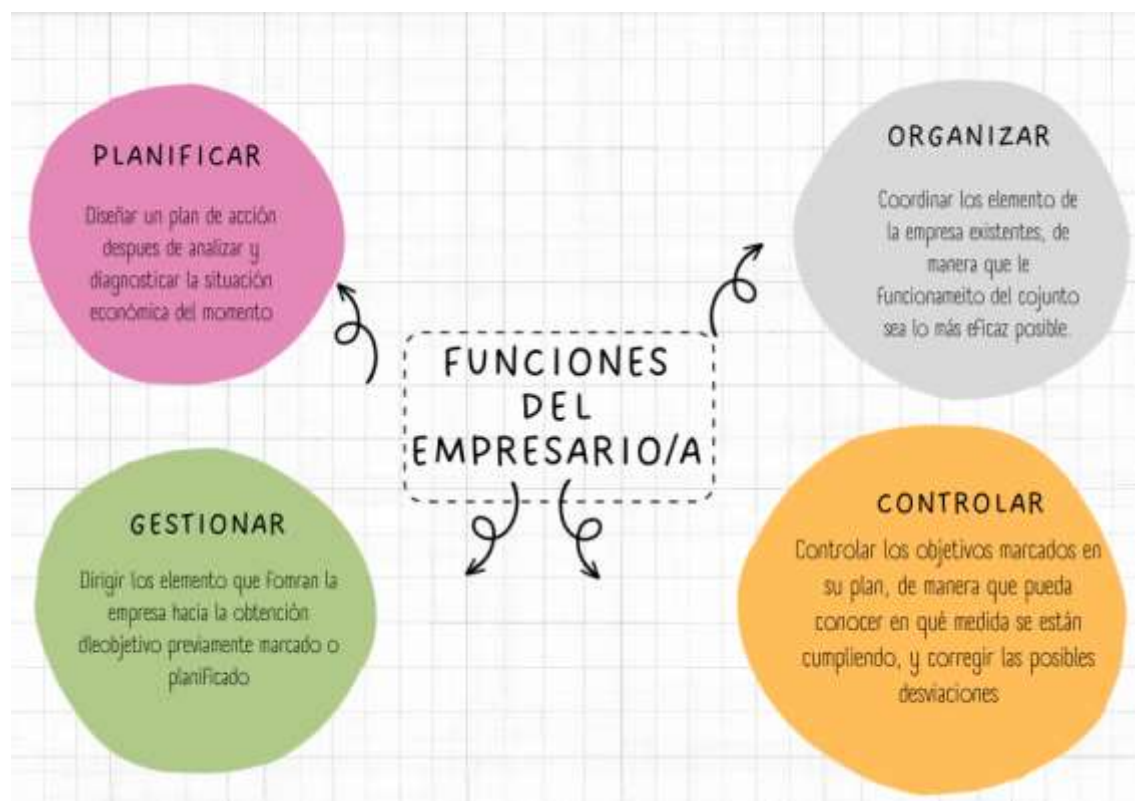 PLANIFICAR
Diseñar un plan de acción
despues de analizar y
diagnosticar la situación
económica del momento
ORGANIZAR
Coordinar los elemento de
la empresa existentes, de
manera que le
Funcionameito del cojunto
sea lo más eficaz posible.
FUNCIONES
DEL
EMPRESARIO/A
GESTIONAR
Dirigir los elemento que Fomran la
empresa hacia la obtención
dleobjetivo previamente marcado o
planificado
CONTROLAR
Controlar los objetivos marcados en
su plan, de manera que pueda
conocer en qué medida se están
cumpliendo, y corregir las posibles
desviaciones